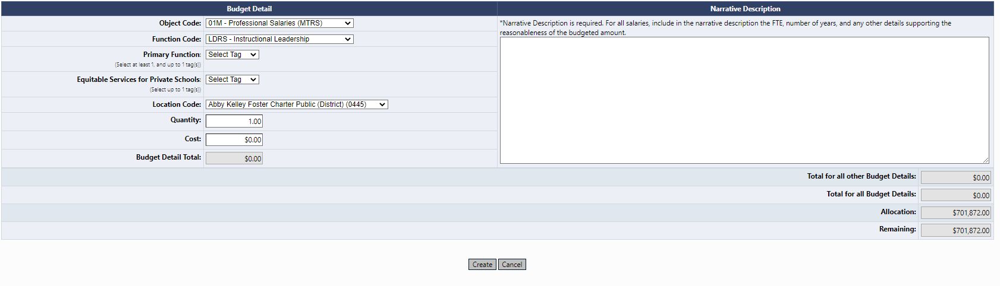 Budget Detail
Narrative Description
Object Code: 01M - Professional Salaries (MTRS)
Function Code: LDRS - Instructional Leadership
Primary Function: Select Tag
(Select at least 1, and up to 1 tag(s))
Equitable Services for Private Schools: Select Tag
(Select up to 1 tag(s))
Location Code: Abby Kelley Foster Charter Public (District) (0445)
Quantity: 1.00
Cost: $0.00
Budget Detail Total: $0.00
*Narrative Description is required. For all salaries, include in the narrative description the FTE, number of years, and any other details supporting the
reasonableness of the budgeted amount.
Total for all other Budget Details: $0.00
Total for all Budget Details: $0.00
Allocation: $701,872.00
Remaining: $701,872.00
Create Cancel